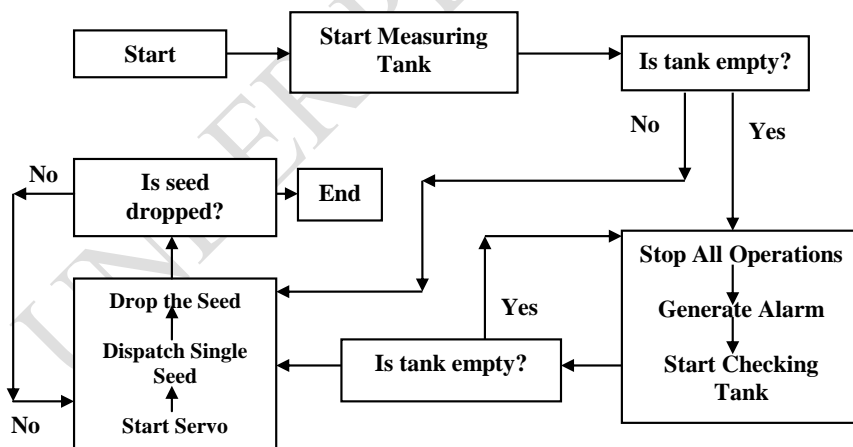 Start
Start Measuring
Tank
Is tank empty?
No
Yes
No
Is seed
dropped?
End
Stop All Operations
Generate Alarm
Start Checking
Tank
Yes
Is tank empty?
Drop the Seed
Dispatch Single
Seed
Start Servo
No